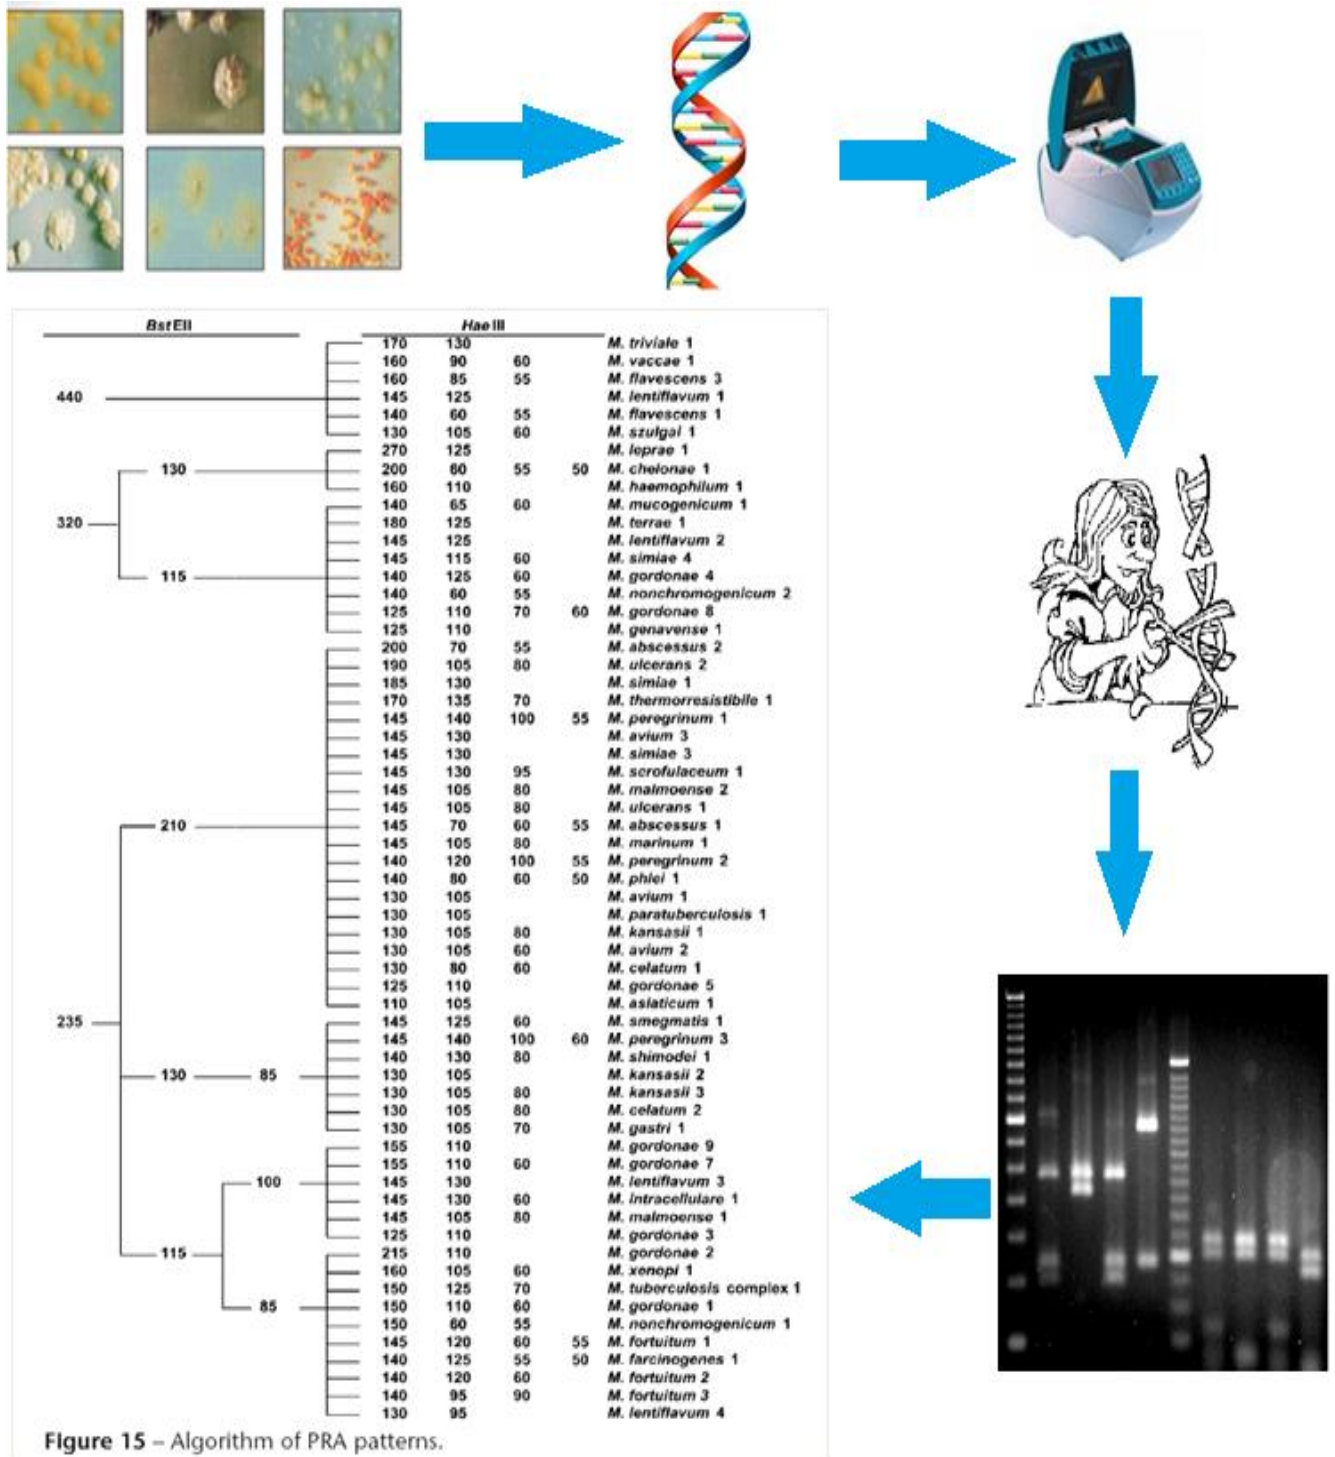 BstEII HaeIII
170 130 M. triviale 1
160 90 60 M. vaccae 1
160 85 55 M. flavescens 3
440 145 125 M. lentiflavum 1
140 60 55 M. flavescens 1
130 105 60 M. szulgai 1
270 125 M. leprae 1
130 200 60 55 50 M. chelonae 1
160 110 M. haemophilum 1
140 65 60 M. mucogenicum 1
320 180 125 M. terrae 1
145 125 M. lentiflavum 2
145 115 60 M. simiae 4
115 140 125 60 M. gordonae 4
140 60 55 M. nonchromogenicum 2
125 110 70 60 M. gordonae 8
125 110 M. genavense 1
200 70 55 M. abscessus 2
190 105 80 M. ulcerans 2
185 130 M. simiae 1
170 135 70 M. thermorresistibile 1
145 140 100 55 M. peregrinum 1
145 130 M. avium 3
145 130 M. simiae 3
145 130 95 M. scrofulaceum 1
145 105 80 M. malmoense 2
145 105 80 M. ulcerans 1
210 145 70 60 55 M. abscessus 1
145 105 80 M. marinum 1
140 120 100 55 M. peregrinum 2
140 80 60 50 M. phlei 1
130 105 M. avium 1
130 105 M. paratuberculosis 1
130 105 80 M. kansasii 1
130 105 60 M. avium 2
130 80 60 M. celatum 1
125 110 M. gordonae 5
110 105 M. asiaticum 1
235 145 125 60 M. smegmatis 1
145 140 100 60 M. peregrinum 3
140 130 80 M. shimodei 1
130 85 130 105 M. kansasii 2
130 105 80 M. kansasii 3
130 105 80 M. celatum 2
130 105 70 M. gastri 1
155 110 M. gordonae 9
155 110 60 M. gordonae 7
100 145 130 M. lentiflavum 3
145 130 60 M. intracellulare 1
145 105 80 M. malmoense 1
125 110 M. gordonae 3
115 215 110 M. gordonae 2
160 105 60 M. xenopi 1
150 125 70 M. tuberculosis complex 1
85 150 110 60 M. gordonae 1
150 60 55 M. nonchromogenicum 1
145 120 60 55 M. fortuitum 1
140 125 55 50 M. farcinogenes 1
140 120 60 M. fortuitum 2
140 95 90 M. fortuitum 3
130 95 M. lentiflavum 4
Figure 15 – Algorithm of PRA patterns.